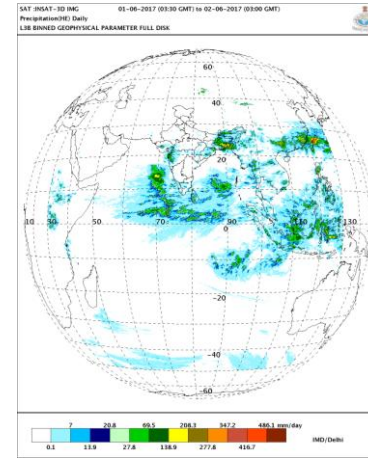 SAT :INSAT-3D IMG 01-06-2017 (03:30 GMT) to 02-06-2017 (03:00 GMT)
Precipitation(HE) Daily
L3B BINNED GEOPHYSICAL PARAMETER FULL DISK
60
40
20
10 30 50 70 90 110 130
0
-20
-40
-60
7 20.8 69.5 208.3 347.2 486.1 mm/day
0.1 13.9 27.8 138.9 277.8 416.7
IMD/Delhi